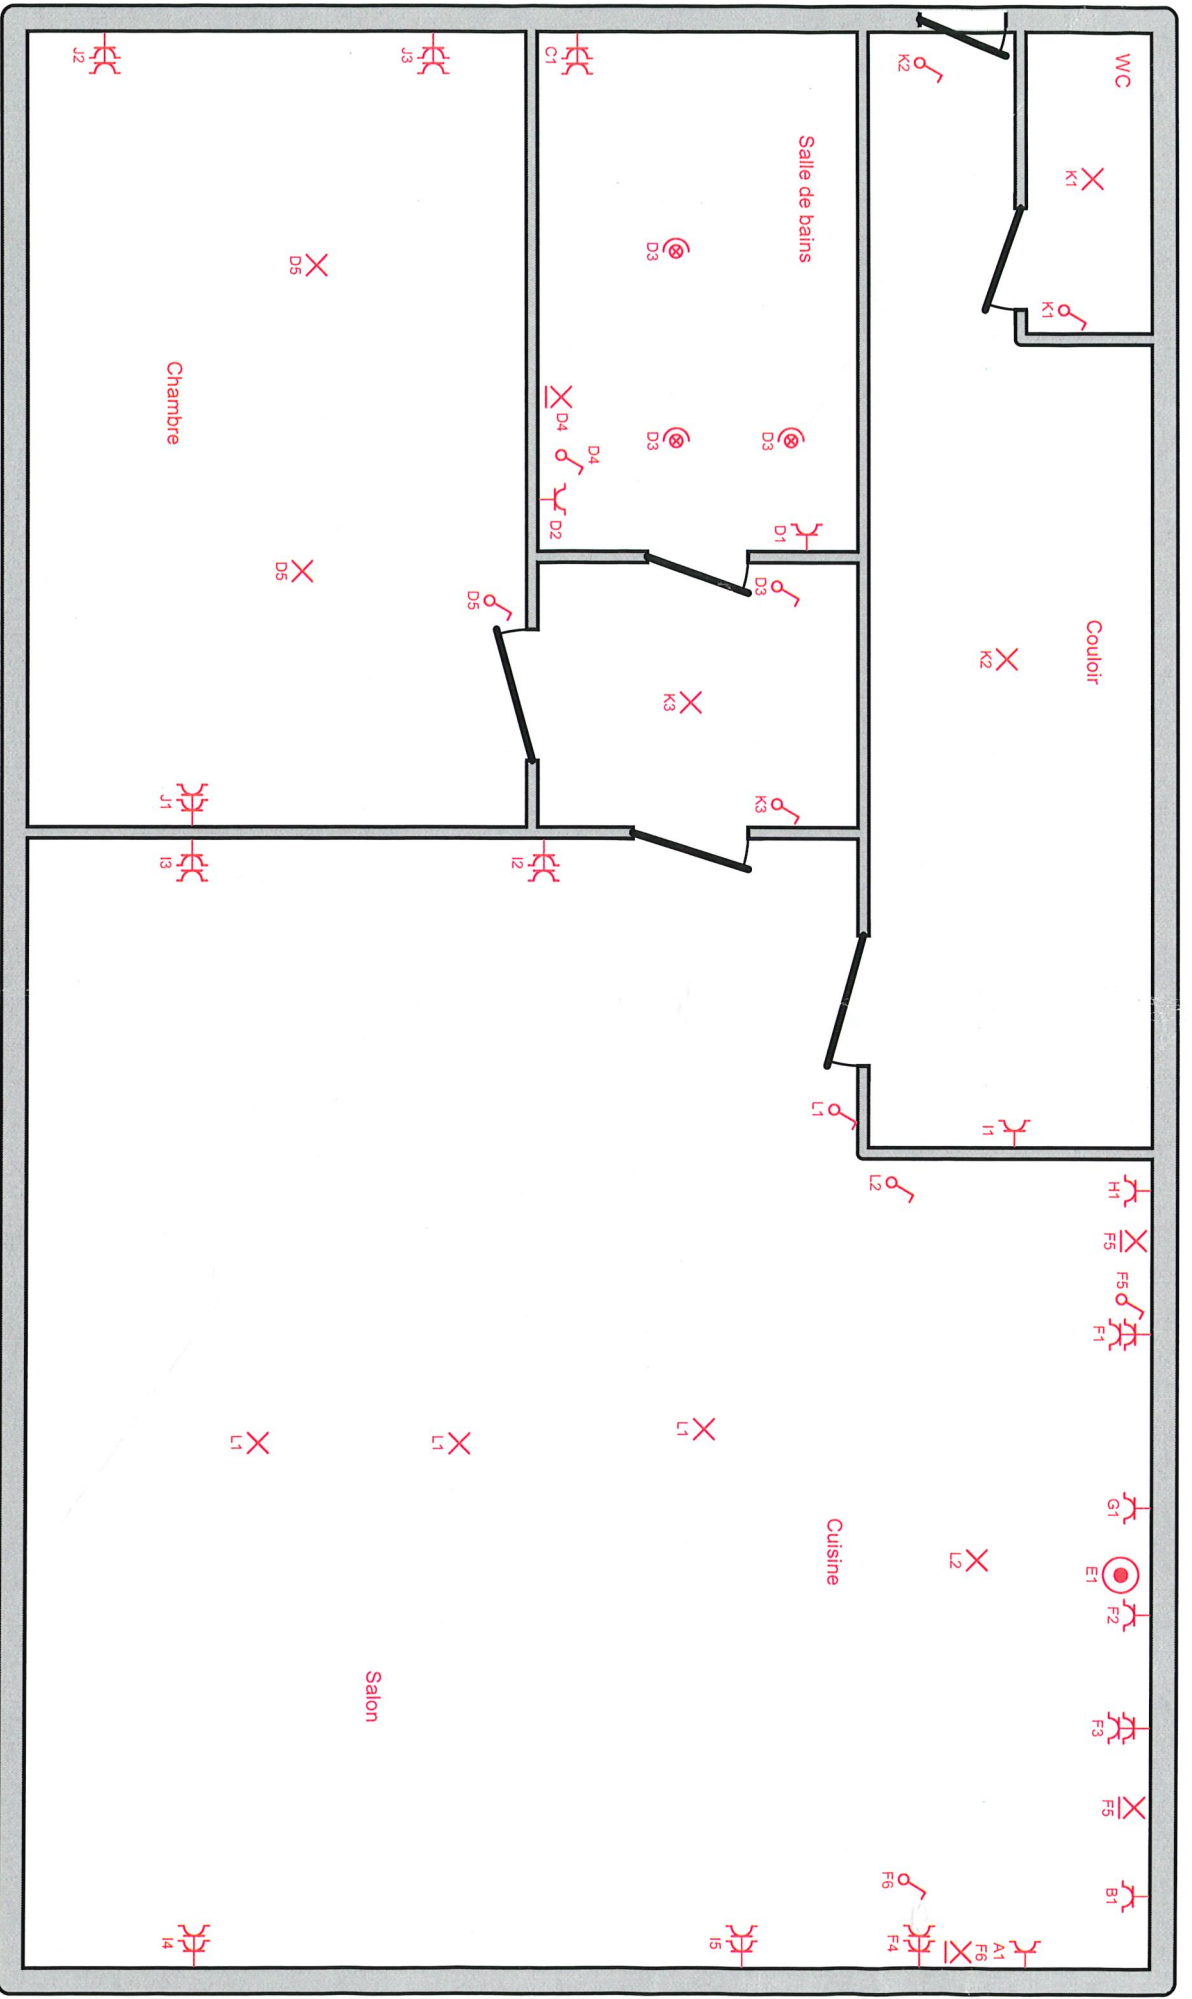 WC
F5
H1
F5
F1
G1
E1
F2
F3
F5
B1
K1
K1
Couloir
A1
F6
I1
K2
L2
K2
L2
F6
F4
Cuisine
L1
Salle de bains
D1
D3
D3
K3
I5
L1
D3
D3
K3
D4
D4
D2
C1
I2
D5
L1
J3
Salon
D5
D5
L1
Chambre
J1
I3
I4
J2